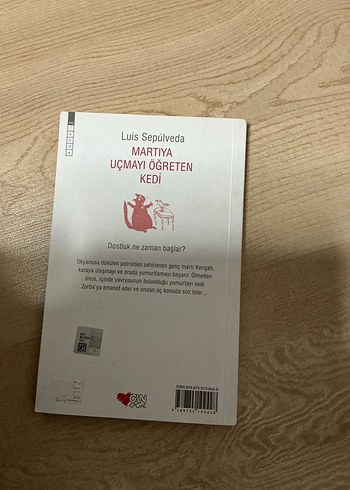 Luis Sepúlveda
MARTIYA
UÇMAYI ÖĞRETEN
KEDİ
Dostluk ne zaman başlar?
Okyanusa dökülen petrolden zehirlenen genç martı Kengah,
karaya ulaşmayı ve orada yumurtlamayı başarır. Ölmeden
önce, içinde yavrusunun bulunduğu yumurtayı kedi
Zorba'ya emanet eder ve ondan üç konuda söz ister...
CAN